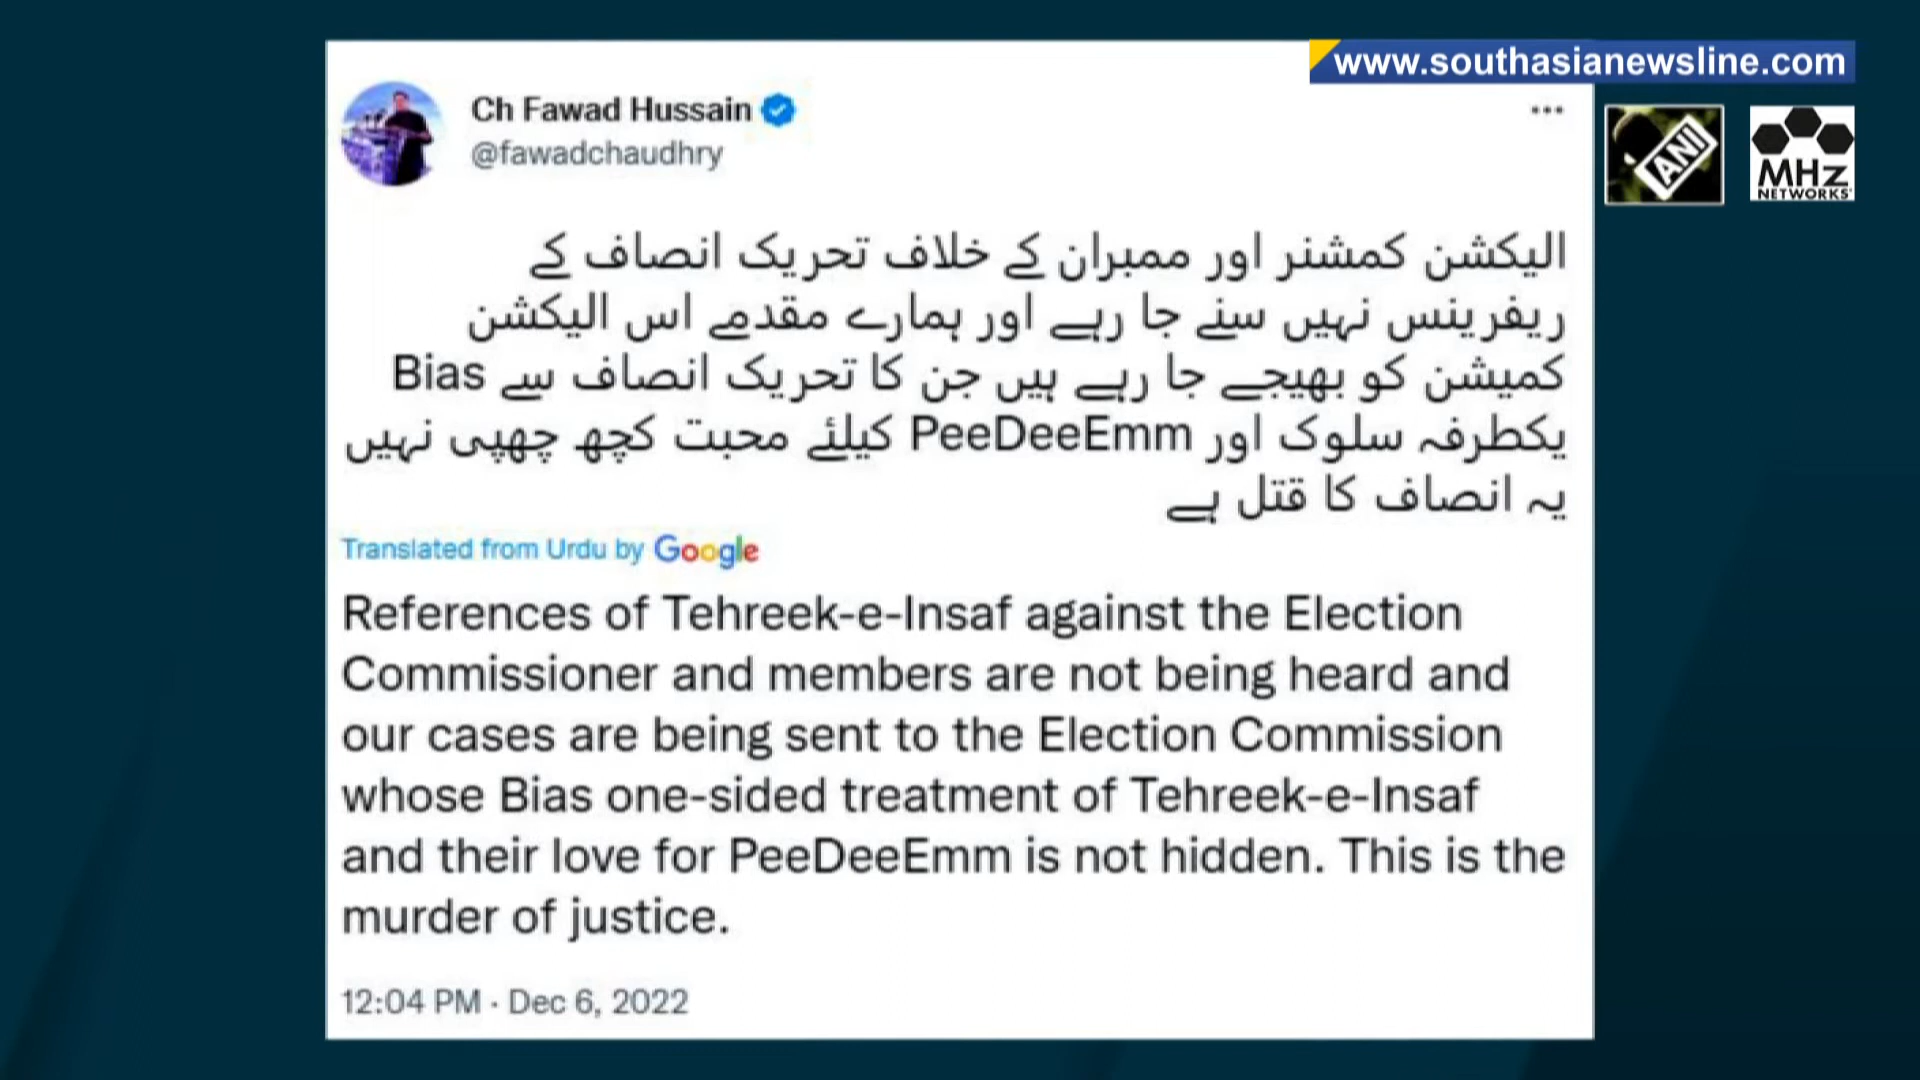 www.southasianewsline.com
ANI
MHz
NETWORKS
Ch Fawad Hussain
@fawadchaudhry
الیکشن کمشنر اور ممبران کے خلاف تحریک انصاف کے
ریفرینس نہیں سنے جا رہے اور ہمارے مقدمے اس الیکشن
کمیشن کو بھیجے جا رہے ہیں جن کا تحریک انصاف سے Bias
یکطرفہ سلوک اور PeeDeeEmm کیلئے محبت کچھ چھپی نہیں
یہ انصاف کا قتل ہے
Translated from Urdu by Google
References of Tehreek-e-Insaf against the Election
Commissioner and members are not being heard and
our cases are being sent to the Election Commission
whose Bias one-sided treatment of Tehreek-e-Insaf
and their love for PeeDeeEmm is not hidden. This is the
murder of justice.
12:04 PM · Dec 6, 2022